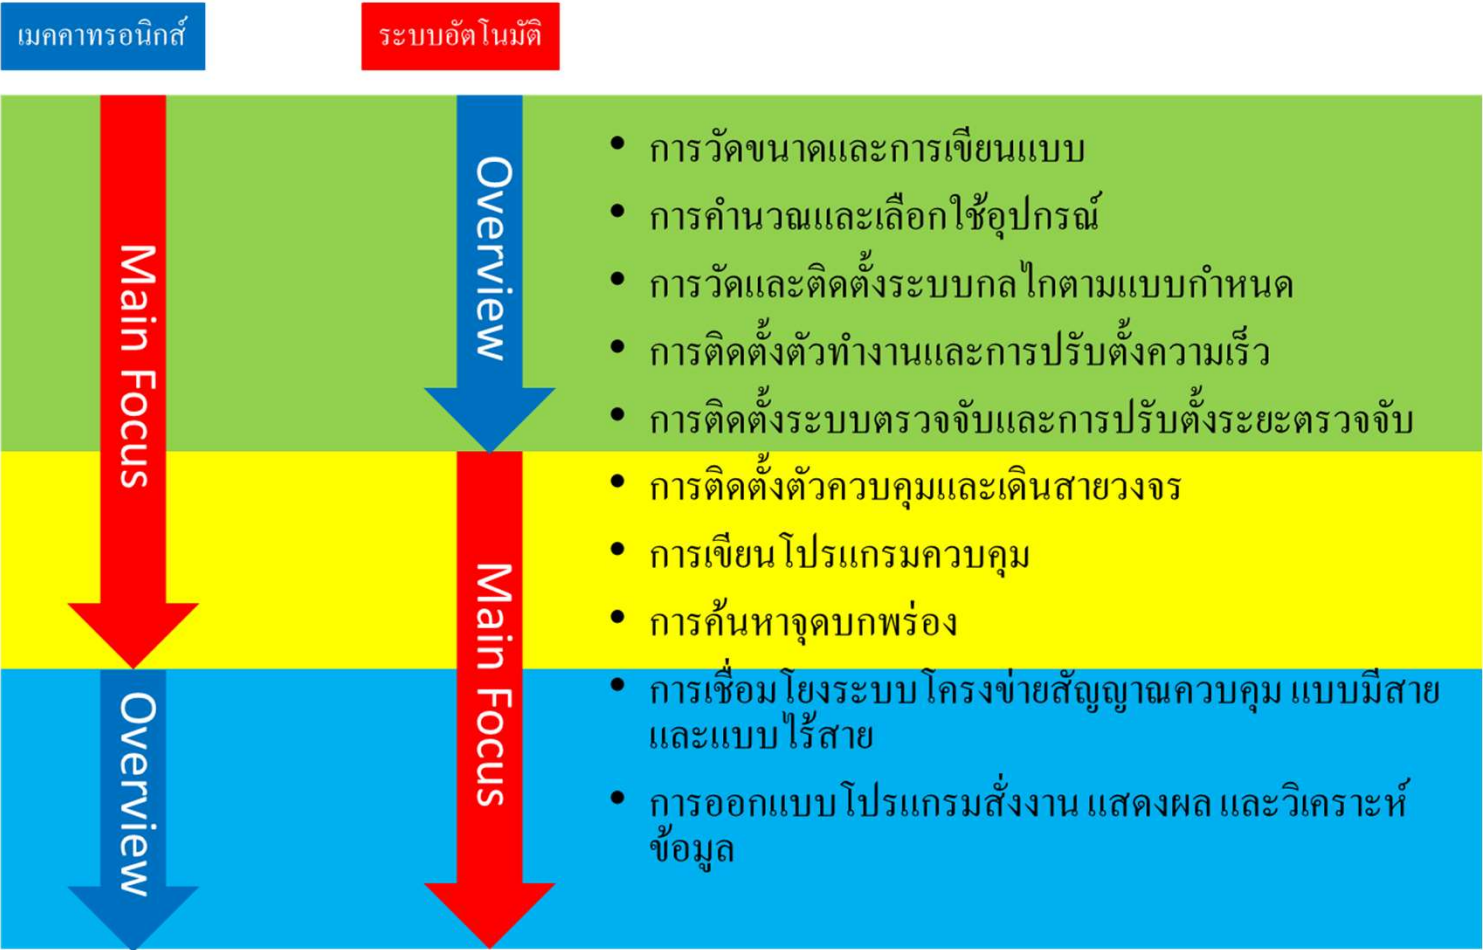 เมคคาทรอนิกส์
ระบบอัตโนมัติ
Main Focus
Overview
Overview
Main Focus
• การวัดขนาดและการเขียนแบบ
• การคำนวณและเลือกใช้อุปกรณ์
• การวัดและติดตั้งระบบกลไกตามแบบกำหนด
• การติดตั้งตัวทำงานและการปรับตั้งความเร็ว
• การติดตั้งระบบตรวจจับและการปรับตั้งระยะตรวจจับ
• การติดตั้งตัวควบคุมและเดินสายวงจร
• การเขียนโปรแกรมควบคุม
• การค้นหาจุดบกพร่อง
• การเชื่อมโยงระบบโครงข่ายสัญญาณควบคุม แบบมีสาย
และแบบไร้สาย
• การออกแบบโปรแกรมสั่งงาน แสดงผล และวิเคราะห์
ข้อมูล